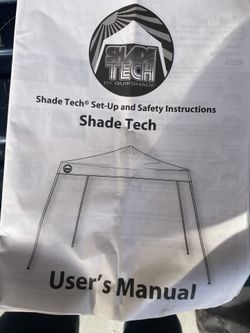 SHADE
TECH
BY QUIKSHADE
Shade Tech® Set-Up and Safety Instructions
Shade Tech
User's Manual